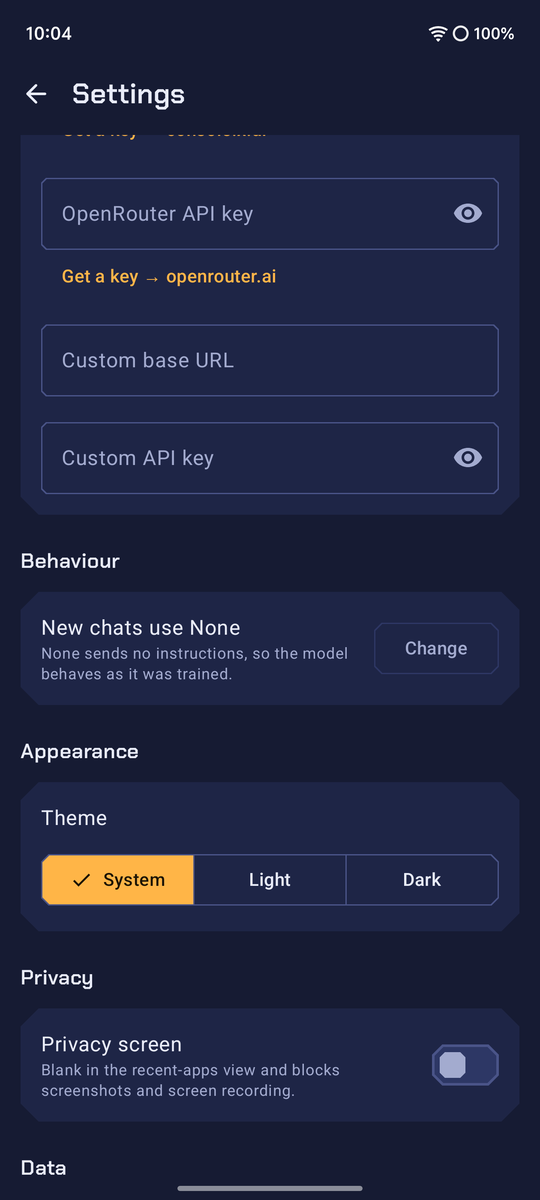 10:04
100%
Settings
OpenRouter API key
Get a key → openrouter.ai
Custom base URL
Custom API key
Behaviour
New chats use None
None sends no instructions, so the model
behaves as it was trained.
Change
Appearance
Theme
System
Light
Dark
Privacy
Privacy screen
Blank in the recent-apps view and blocks
screenshots and screen recording.
Data